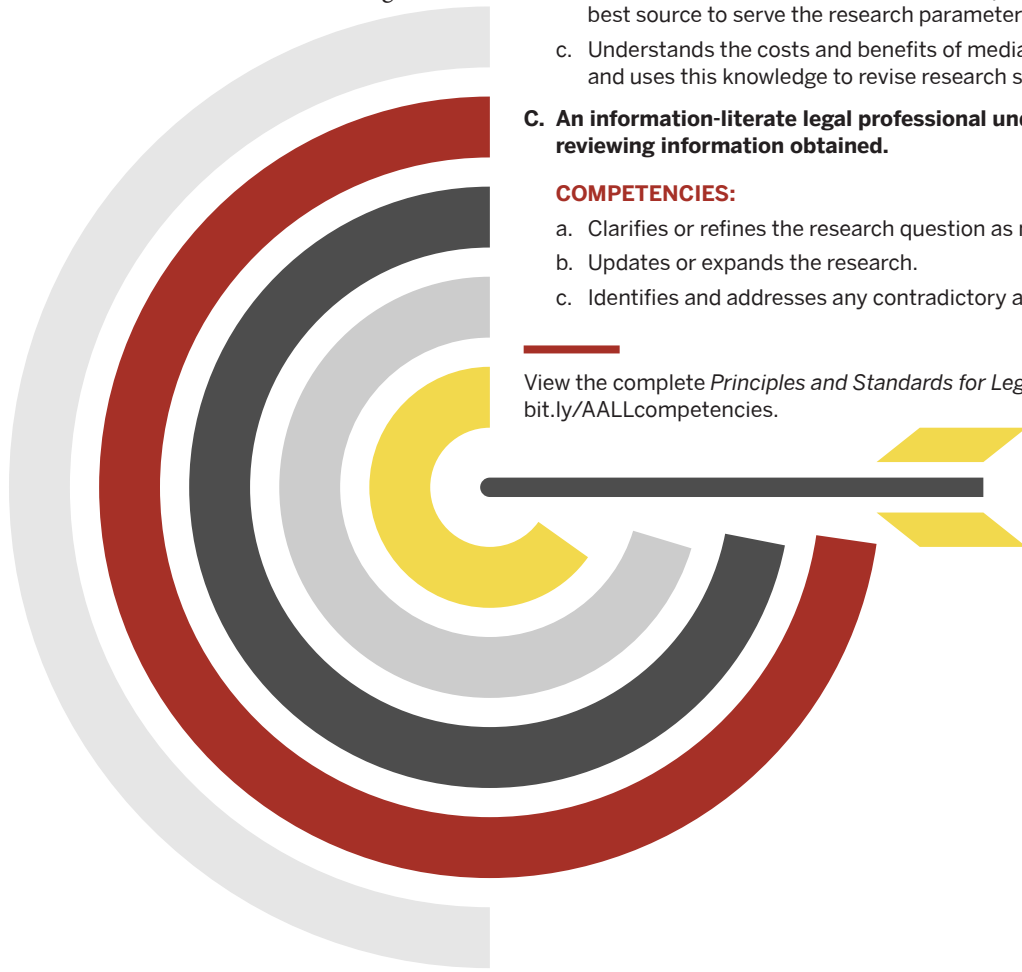 best source to serve the research parameter
c. Understands the costs and benefits of media
and uses this knowledge to revise research s
C. An information-literate legal professional und
reviewing information obtained.
COMPETENCIES:
a. Clarifies or refines the research question as
b. Updates or expands the research.
c. Identifies and addresses any contradictory a
View the complete Principles and Standards for Leg
bit.ly/AALLcompetencies.